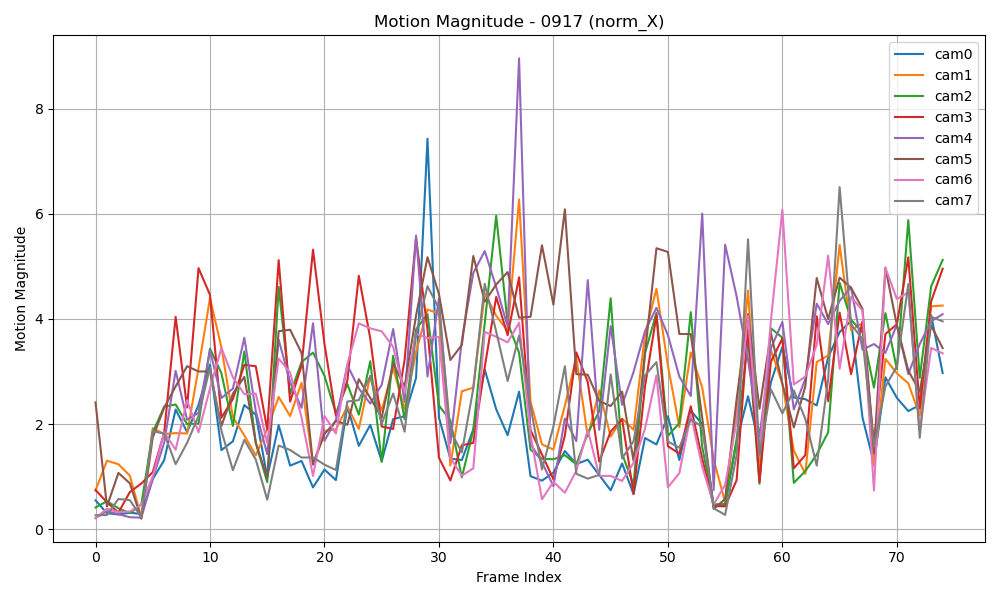 Motion Magnitude - 0917 (norm_X)
Motion Magnitude
8
6
4
2
0
0 10 20 30 40 50 60 70
Frame Index
cam0
cam1
cam2
cam3
cam4
cam5
cam6
cam7